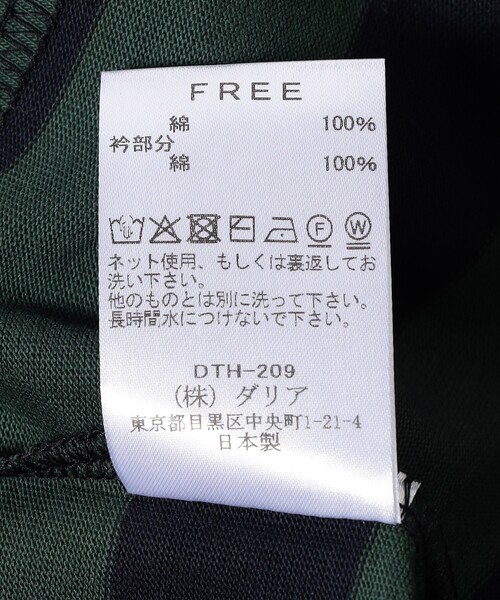 FREE
綿 100%
衿部分
綿 100%
F W
ネット使用、もしくは裏返してお
洗い下さい。
他のものとは別に洗って下さい。
長時間水につけないで下さい。
DTH-209
(株) ダリア
東京都目黒区中央町1-21-4
日本製